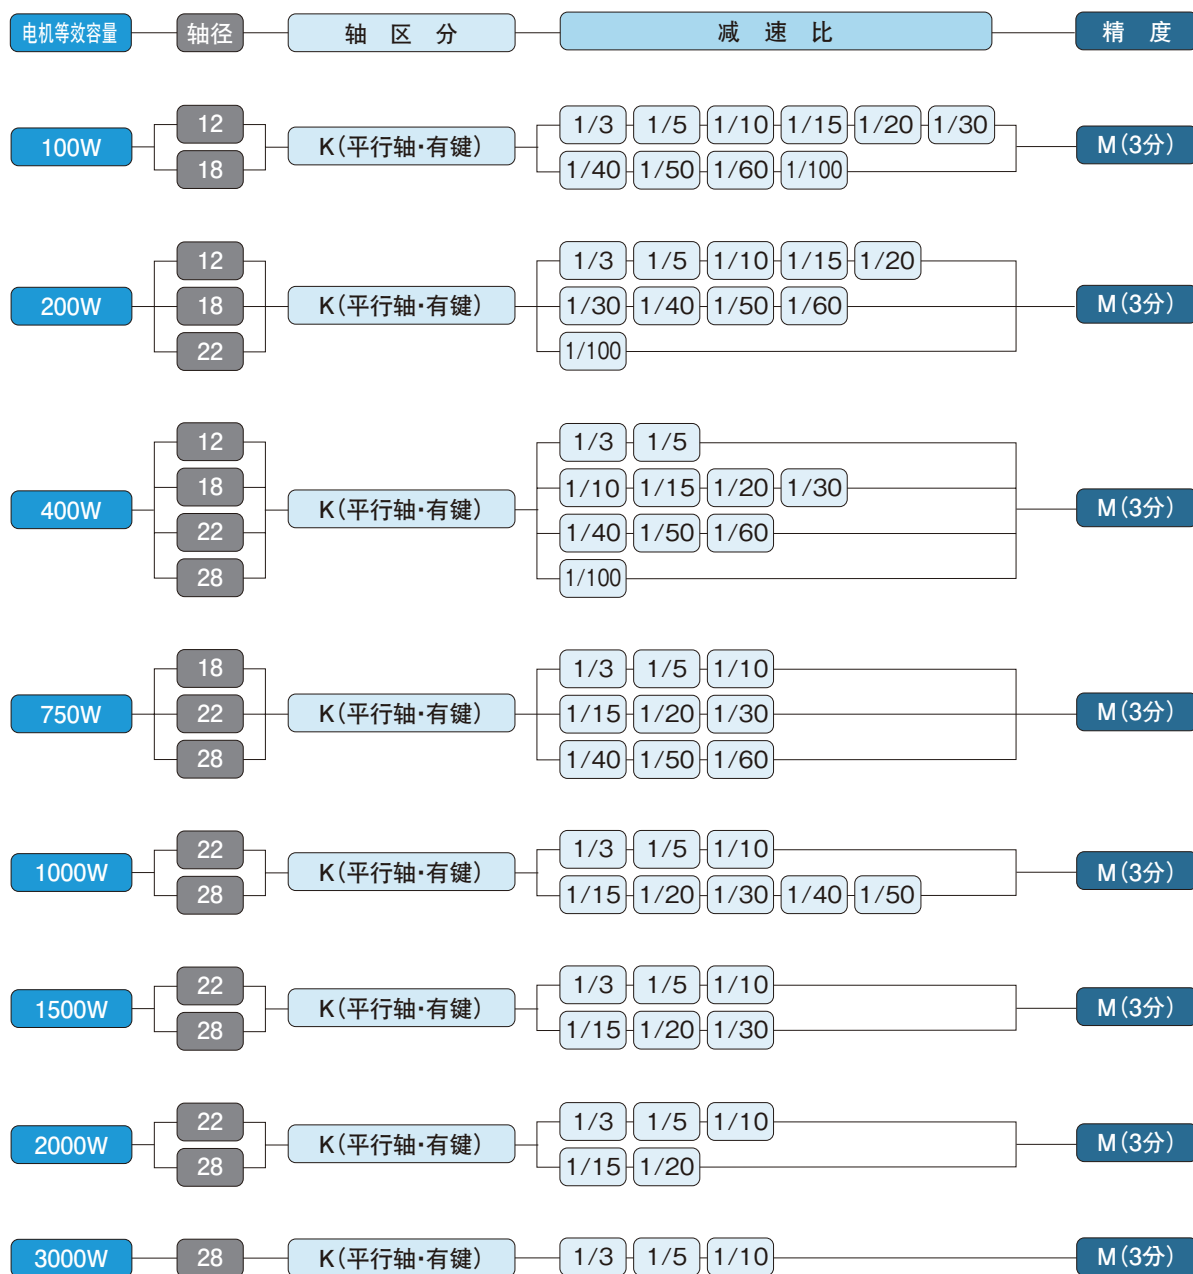 电机等效容量 轴径 轴 区 分 减 速 比 精 度
12 1/3 1/5 1/10 1/15 1/20 1/30
100W K(平行轴·有键) M(3分)
18 1/40 1/50 1/60 1/100
12 1/3 1/5 1/10 1/15 1/20
200W 18 K(平行轴·有键) 1/30 1/40 1/50 1/60 M(3分)
22 1/100
12 1/3 1/5
18 1/10 1/15 1/20 1/30
400W K(平行轴·有键) M(3分)
22 1/40 1/50 1/60
28 1/100
18 1/3 1/5 1/10
750W 22 K(平行轴·有键) 1/15 1/20 1/30 M(3分)
28 1/40 1/50 1/60
22 1/3 1/5 1/10
1000W K(平行轴·有键) M(3分)
28 1/15 1/20 1/30 1/40 1/50
22 1/3 1/5 1/10
1500W K(平行轴·有键) M(3分)
28 1/15 1/20 1/30
22 1/3 1/5 1/10
2000W K(平行轴·有键) M(3分)
28 1/15 1/20
3000W 28 K(平行轴·有键) 1/3 1/5 1/10 M(3分)